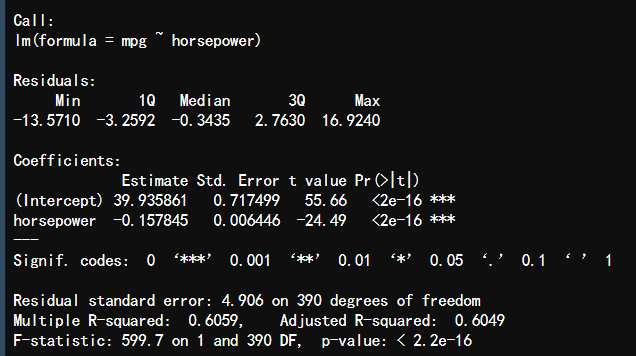 Call:
lm(formula = mpg ~ horsepower)
Residuals:
Min 1Q Median 3Q Max
-13.5710 -3.2592 -0.3435 2.7630 16.9240
Coefficients:
Estimate Std. Error t value Pr(>|t|)
(Intercept) 39.935861 0.717499 55.66 <2e-16 ***
horsepower -0.157845 0.006446 -24.49 <2e-16 ***
---
Signif. codes: 0 ‘***’ 0.001 ‘**’ 0.01 ‘*’ 0.05 ‘.’ 0.1 ‘ ’ 1
Residual standard error: 4.906 on 390 degrees of freedom
Multiple R-squared: 0.6059, Adjusted R-squared: 0.6049
F-statistic: 599.7 on 1 and 390 DF, p-value: < 2.2e-16